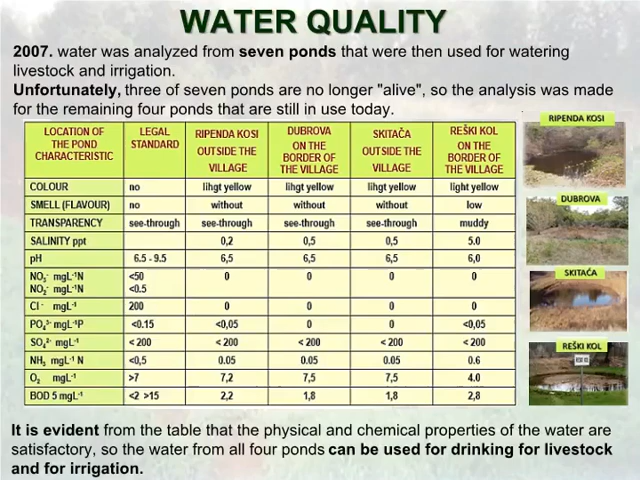 WATER QUALITY
2007. water was analyzed from seven ponds that were then used for watering
livestock and irrigation.
Unfortunately, three of seven ponds are no longer "alive", so the analysis was made
for the remaining four ponds that are still in use today.
LOCATION OF THE POND CHARACTERISTIC | LEGAL STANDARD | RIPENDA KOSI OUTSIDE THE VILLAGE | DUBROVA ON THE BORDER OF THE VILLAGE | SKITAČA OUTSIDE THE VILLAGE | REŠKI KOL ON THE BORDER OF THE VILLAGE
COLOUR | no | lihgt yellow | lihgt yellow | lihgt yellow | light yellow
SMELL (FLAVOUR) | no | without | without | without | low
TRANSPARENCY | see-through | see-through | see-through | see-through | muddy
SALINITY ppt | | 0,2 | 0,5 | 0,5 | 5.0
pH | 6.5 - 9.5 | 6,5 | 6,5 | 6,5 | 6,0
NO₃⁻ mgL⁻¹N | <50 | 0 | 0 | 0 | 0
NO₂⁻ mgL⁻¹N | <0.5
Cl⁻ mgL⁻¹ | 200 | 0 | 0 | 0 | 0
PO₄³⁻ mgL⁻¹P | <0.15 | <0,05 | 0 | 0 | <0,05
SO₄²⁻ mgL⁻¹ | < 200 | < 200 | < 200 | < 200 | < 200
NH₃ mgL⁻¹ N | <0,5 | 0.05 | 0.05 | 0.05 | 0.6
O₂ mgL⁻¹ | >7 | 7,2 | 7,5 | 7,5 | 4.0
BOD 5 mgL⁻¹ | <2 >15 | 2,2 | 1,8 | 1,8 | 2,8
RIPENDA KOSI
DUBROVA
SKITAČA
REŠKI KOL
It is evident from the table that the physical and chemical properties of the water are
satisfactory, so the water from all four ponds can be used for drinking for livestock
and for irrigation.